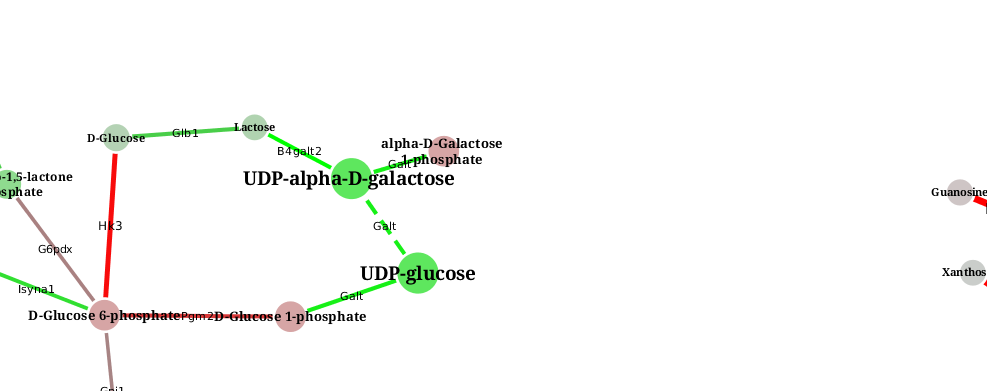 Lactose
Glb1
D-Glucose
alpha-D-Galactose
1-phosphate
B4galt2
Galt
UDP-alpha-D-galactose
-1,5-lactone
sphate
Guanosine
Galt
Hk3
G6pdx
UDP-glucose
Xanthos
Isyna1
Galt
D-Glucose 6-phosphate
Pgm2
D-Glucose 1-phosphate
Gpi1